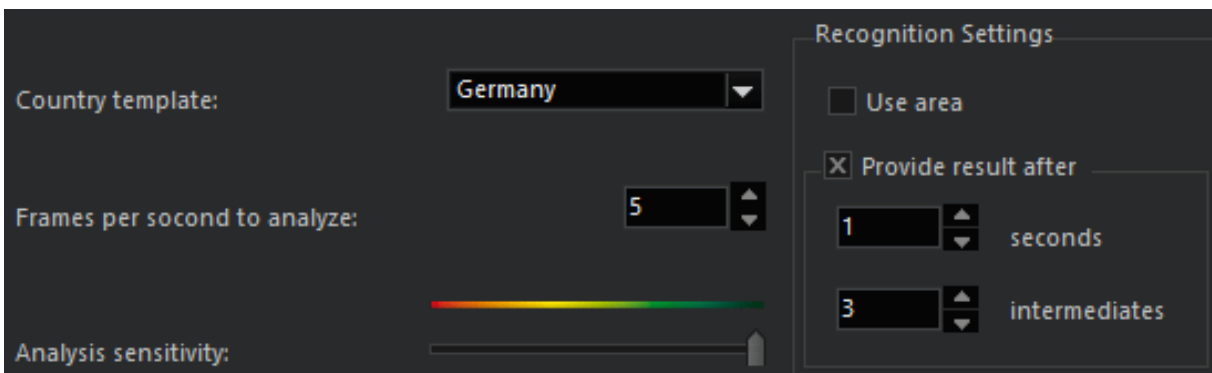 Country template:
Germany
Frames per socond to analyze:
5
Analysis sensitivity:
Recognition Settings
Use area
X Provide result after
1 seconds
3 intermediates